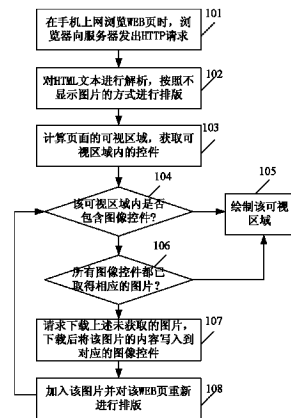 101
在手机上网浏览WEB页时，浏
览器向服务器发出HTTP请求
102
对HTML文本进行解析，按照不
显示图片的方式进行排版
103
计算页面的可视区域，获取可
视区域内的控件
104
该可视区域内是否
包含图像控件？
105
绘制该可视
区域
106
所有图像控件都已
取得相应的图片？
107
请求下载上述未获取的图片，
下载后将该图片的内容写入到
对应的图像控件
加入该图片并对该WEB页重新
进行排版
108